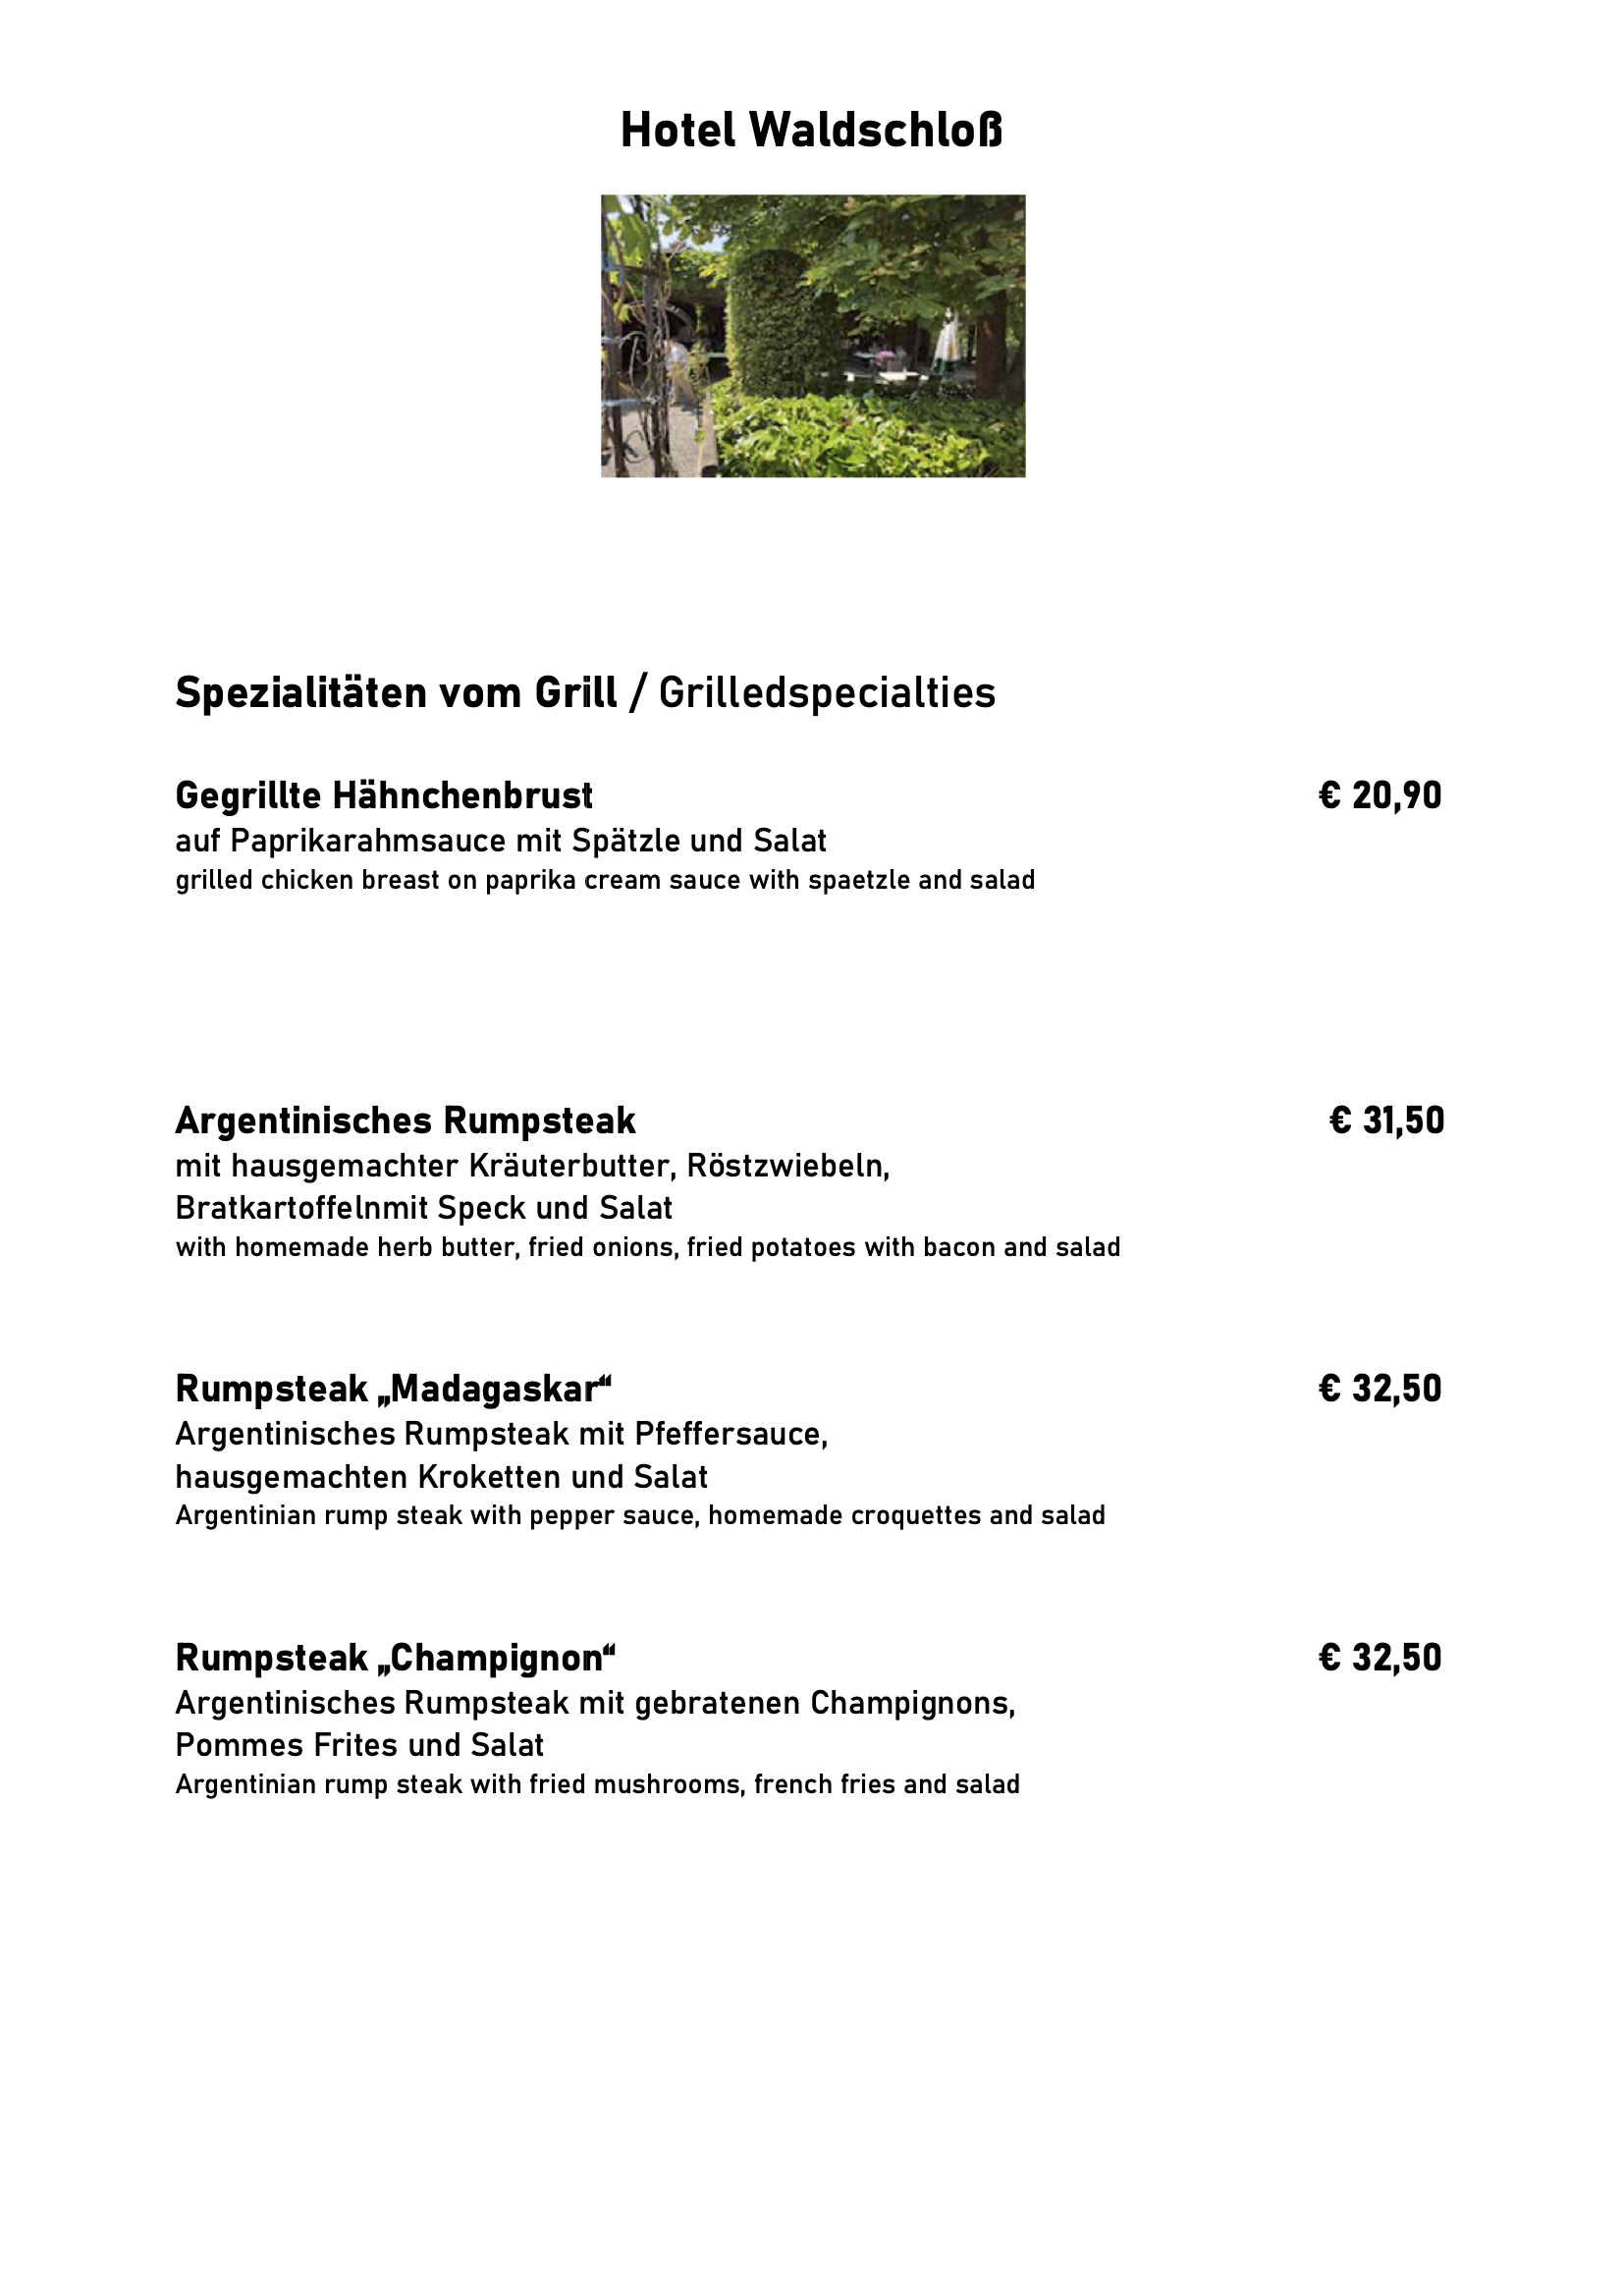 Hotel Waldschloß
Spezialitäten vom Grill / Grilledspecialties
Gegrillte Hähnchenbrust € 20,90
auf Paprikarahmsauce mit Spätzle und Salat
grilled chicken breast on paprika cream sauce with spaetzle and salad
Argentinisches Rumpsteak € 31,50
mit hausgemachter Kräuterbutter, Röstzwiebeln,
Bratkartoffelnmit Speck und Salat
with homemade herb butter, fried onions, fried potatoes with bacon and salad
Rumpsteak „Madagaskar“ € 32,50
Argentinisches Rumpsteak mit Pfeffersauce,
hausgemachten Kroketten und Salat
Argentinian rump steak with pepper sauce, homemade croquettes and salad
Rumpsteak „Champignon“ € 32,50
Argentinisches Rumpsteak mit gebratenen Champignons,
Pommes Frites und Salat
Argentinian rump steak with fried mushrooms, french fries and salad